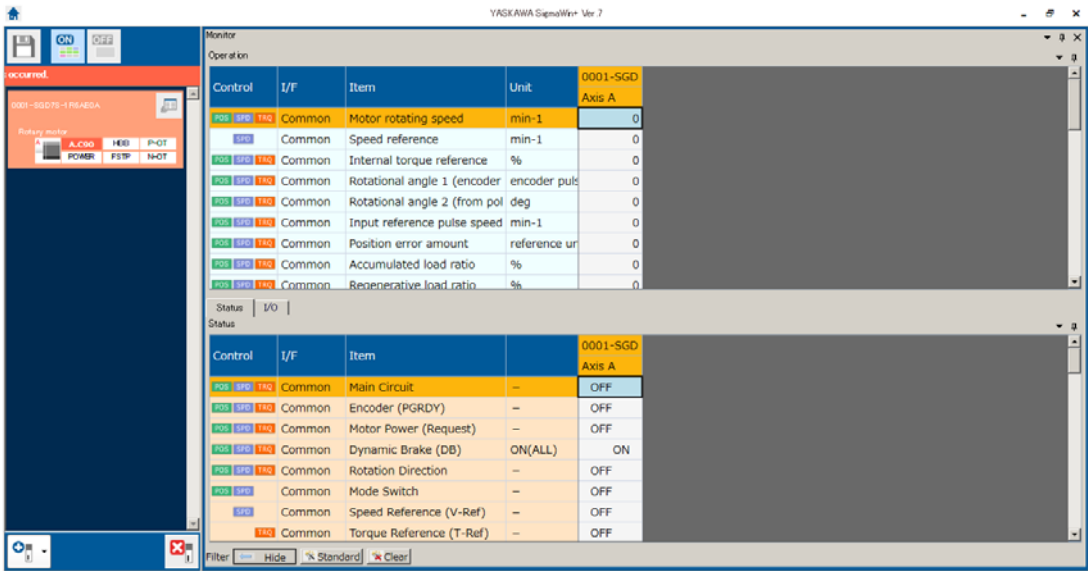 YASKAWA SigmaWin+ Ver.7
ON OFF
occurred.
0001-SGD7S-1R6AE0A
Rotary motor
A A.C90 HBB P-OT
POWER FSTP N-OT
Monitor
Operation
Control I/F Item Unit 0001-SGD
Axis A
POS SPD TRQ Common Motor rotating speed min-1 0
SPD Common Speed reference min-1 0
POS SPD TRQ Common Internal torque reference % 0
POS SPD TRQ Common Rotational angle 1 (encoder encoder puls 0
POS SPD TRQ Common Rotational angle 2 (from pol deg 0
POS SPD TRQ Common Input reference pulse speed min-1 0
POS SPD TRQ Common Position error amount reference un 0
POS SPD TRQ Common Accumulated load ratio % 0
POS SPD TRQ Common Regenerative load ratio % 0
Status I/O
Status
Control I/F Item 0001-SGD
Axis A
POS SPD TRQ Common Main Circuit – OFF
POS SPD TRQ Common Encoder (PGRDY) – OFF
POS SPD TRQ Common Motor Power (Request) – OFF
POS SPD TRQ Common Dynamic Brake (DB) ON(ALL) ON
POS SPD TRQ Common Rotation Direction – OFF
POS SPD Common Mode Switch – OFF
SPD Common Speed Reference (V-Ref) – OFF
TRQ Common Torque Reference (T-Ref) – OFF
Filter Hide Standard Clear